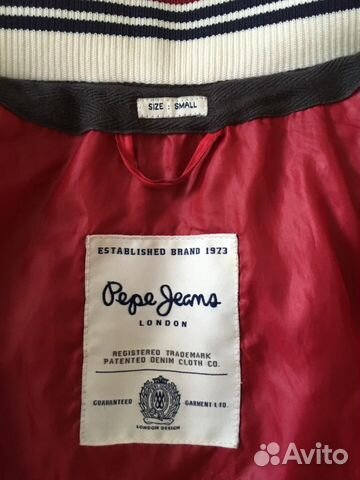 SIZE : SMALL
ESTABLISHED BRAND 1973
Pepe Jeans
LONDON
REGISTERED TRADEMARK
PATENTED DENIM CLOTH CO.
GUARANTEED GARMENT LTD.
LONDON DESIGN
Avito